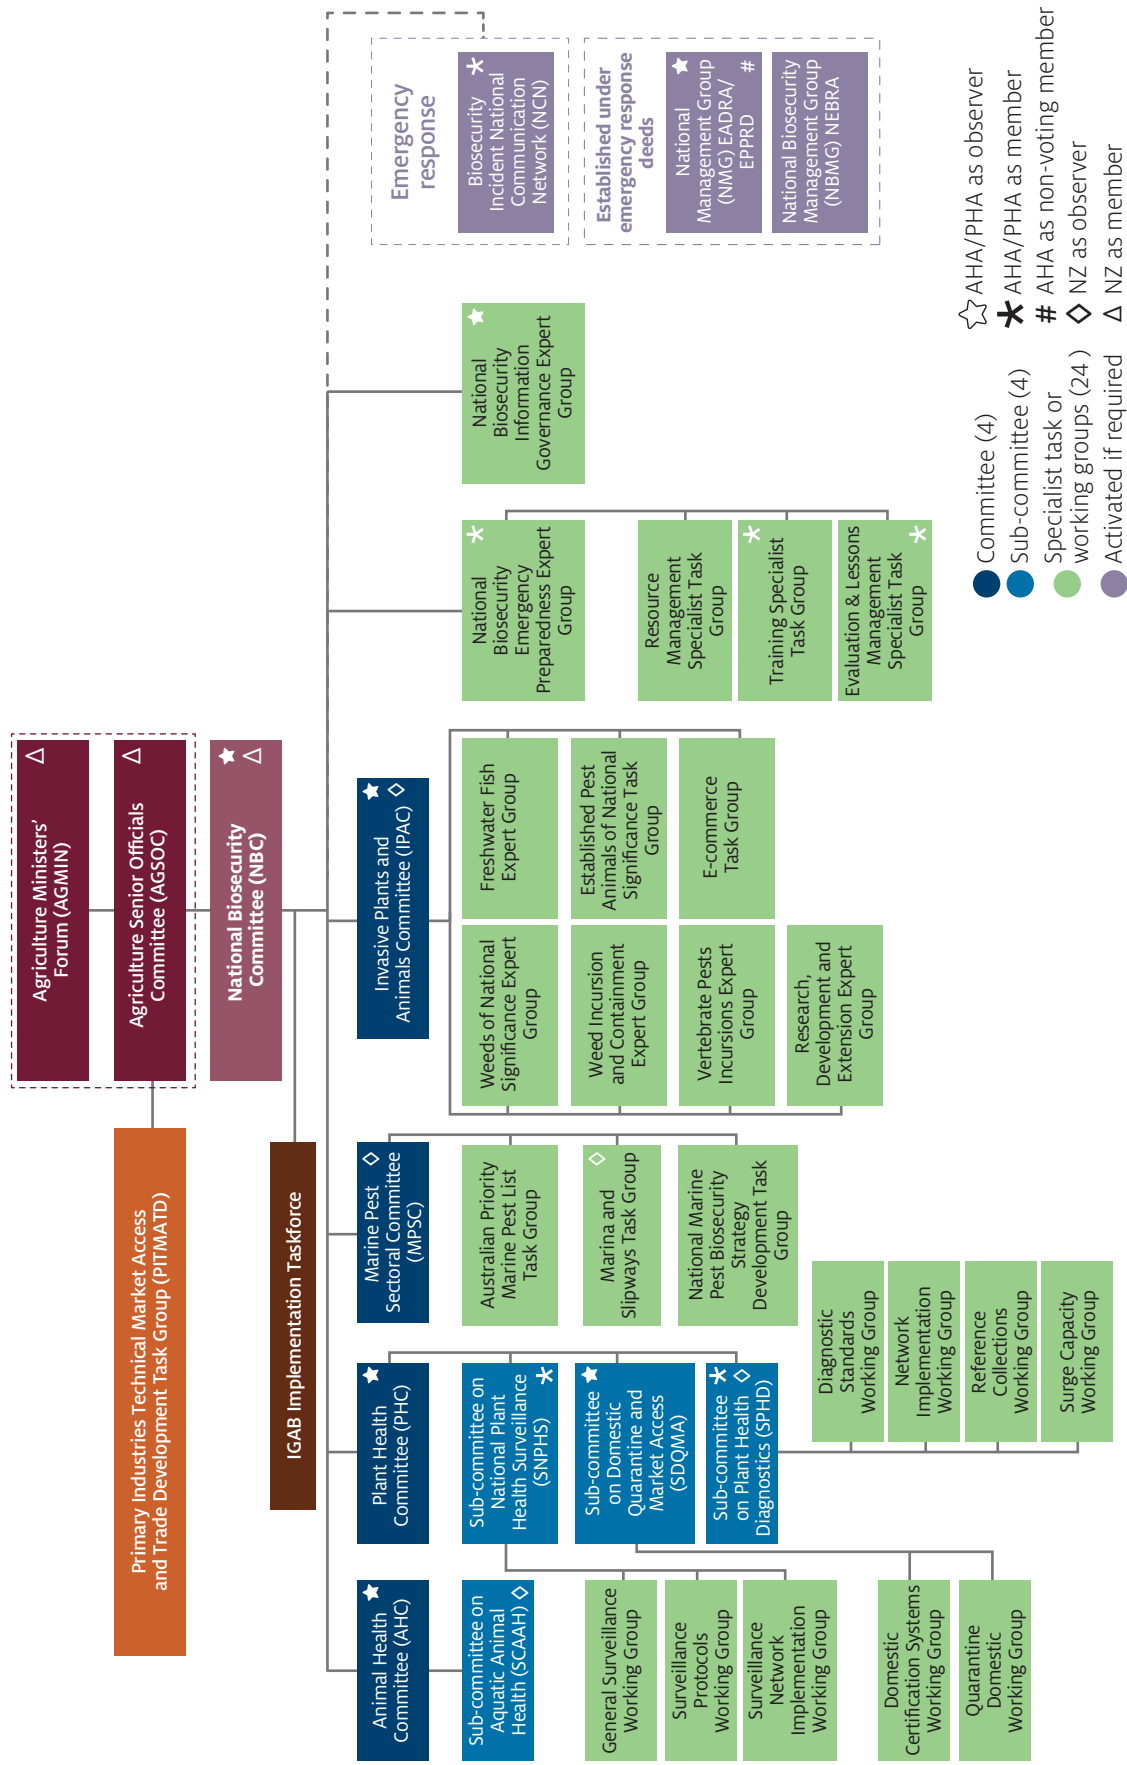 Agriculture Ministers'
Forum (AGMIN)
△
Agriculture Senior Officials
Committee (AGSOC)
△
Primary Industries Technical Market Access
and Trade Development Task Group (PITMATD)
National Biosecurity
Committee (NBC)
★
△
IGAB Implementation Taskforce
Animal Health
Committee (AHC)
★
Sub-committee on
Aquatic Animal
Health (SCAAH) ◇
Plant Health
Committee (PHC)
★
Sub-committee on
National Plant
Health Surveillance
(SNPHS)
*
General Surveillance
Working Group
Surveillance
Protocols
Working Group
Surveillance
Network
Implementation
Working Group
Sub-committee
on Domestic
Quarantine and
Market Access
(SDQMA)
★
Domestic
Certification Systems
Working Group
Quarantine
Domestic
Working Group
Sub-committee
on Plant Health
Diagnostics (SPHD)
*
◇
Diagnostic
Standards
Working Group
Network
Implementation
Working Group
Reference
Collections
Working Group
Surge Capacity
Working Group
Marine Pest
Sectoral Committee
(MPSC)
◇
Australian Priority
Marine Pest List
Task Group
Marina and
Slipways Task Group
◇
National Marine
Pest Biosecurity
Strategy
Development Task
Group
Invasive Plants and
Animals Committee (IPAC)
★
◇
Weeds of National
Significance Expert
Group
Weed Incursion
and Containment
Expert Group
Vertebrate Pests
Incursions Expert
Group
Research,
Development and
Extension Expert
Group
Freshwater Fish
Expert Group
Established Pest
Animals of National
Significance Task
Group
E-commerce
Task Group
National
Biosecurity
Emergency
Preparedness Expert
Group
*
Resource
Management
Specialist Task
Group
Training Specialist
Task Group
*
Evaluation & Lessons
Management
Specialist Task
Group
*
National
Biosecurity
Information
Governance Expert
Group
★
Emergency
response
Biosecurity
Incident National
Communication
Network (NCN)
*
Established under
emergency response
deeds
National
Management Group
(NMG) EADRA/
EPPRD
★
#
National Biosecurity
Management Group
(NBMG) NEBRA
Committee (4)
Sub-committee (4)
Specialist task or
working groups (24 )
Activated if required
☆ AHA/PHA as observer
* AHA/PHA as member
# AHA as non-voting member
◇ NZ as observer
△ NZ as member